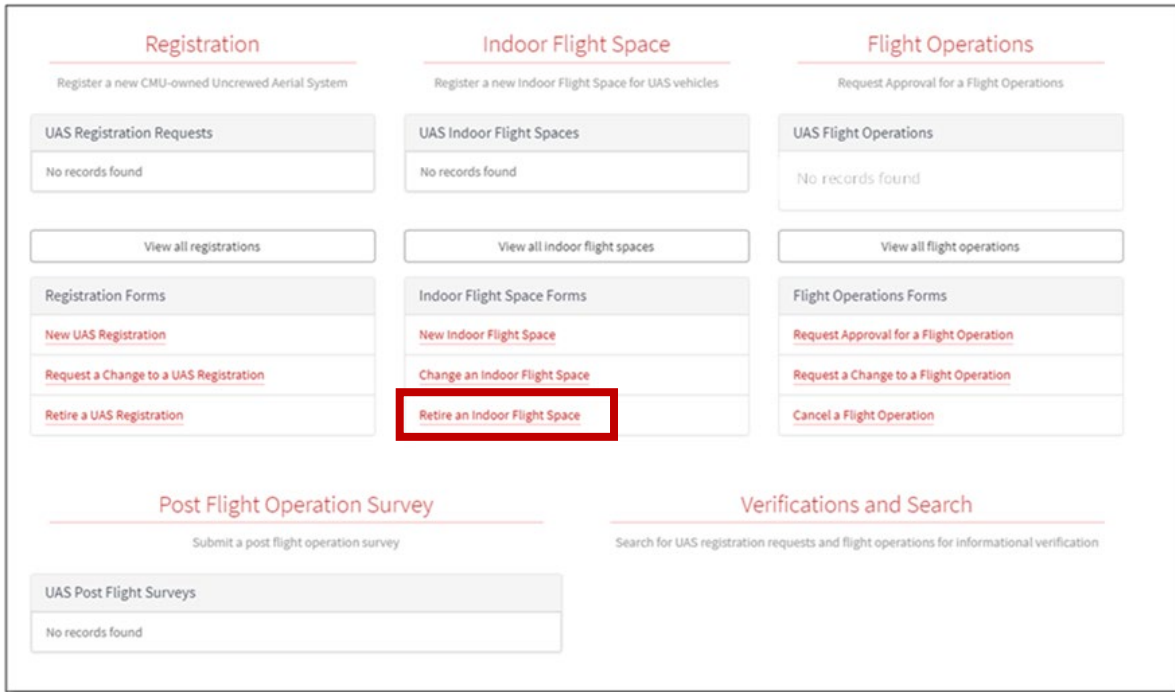 Registration
Register a new CMU-owned Uncrewed Aerial System
UAS Registration Requests
No records found
View all registrations
Registration Forms
New UAS Registration
Request a Change to a UAS Registration
Retire a UAS Registration
Indoor Flight Space
Register a new Indoor Flight Space for UAS vehicles
UAS Indoor Flight Spaces
No records found
View all indoor flight spaces
Indoor Flight Space Forms
New Indoor Flight Space
Change an Indoor Flight Space
Retire an Indoor Flight Space
Flight Operations
Request Approval for a Flight Operations
UAS Flight Operations
No records found
View all flight operations
Flight Operations Forms
Request Approval for a Flight Operation
Request a Change to a Flight Operation
Cancel a Flight Operation
Post Flight Operation Survey
Submit a post flight operation survey
UAS Post Flight Surveys
No records found
Verifications and Search
Search for UAS registration requests and flight operations for informational verification